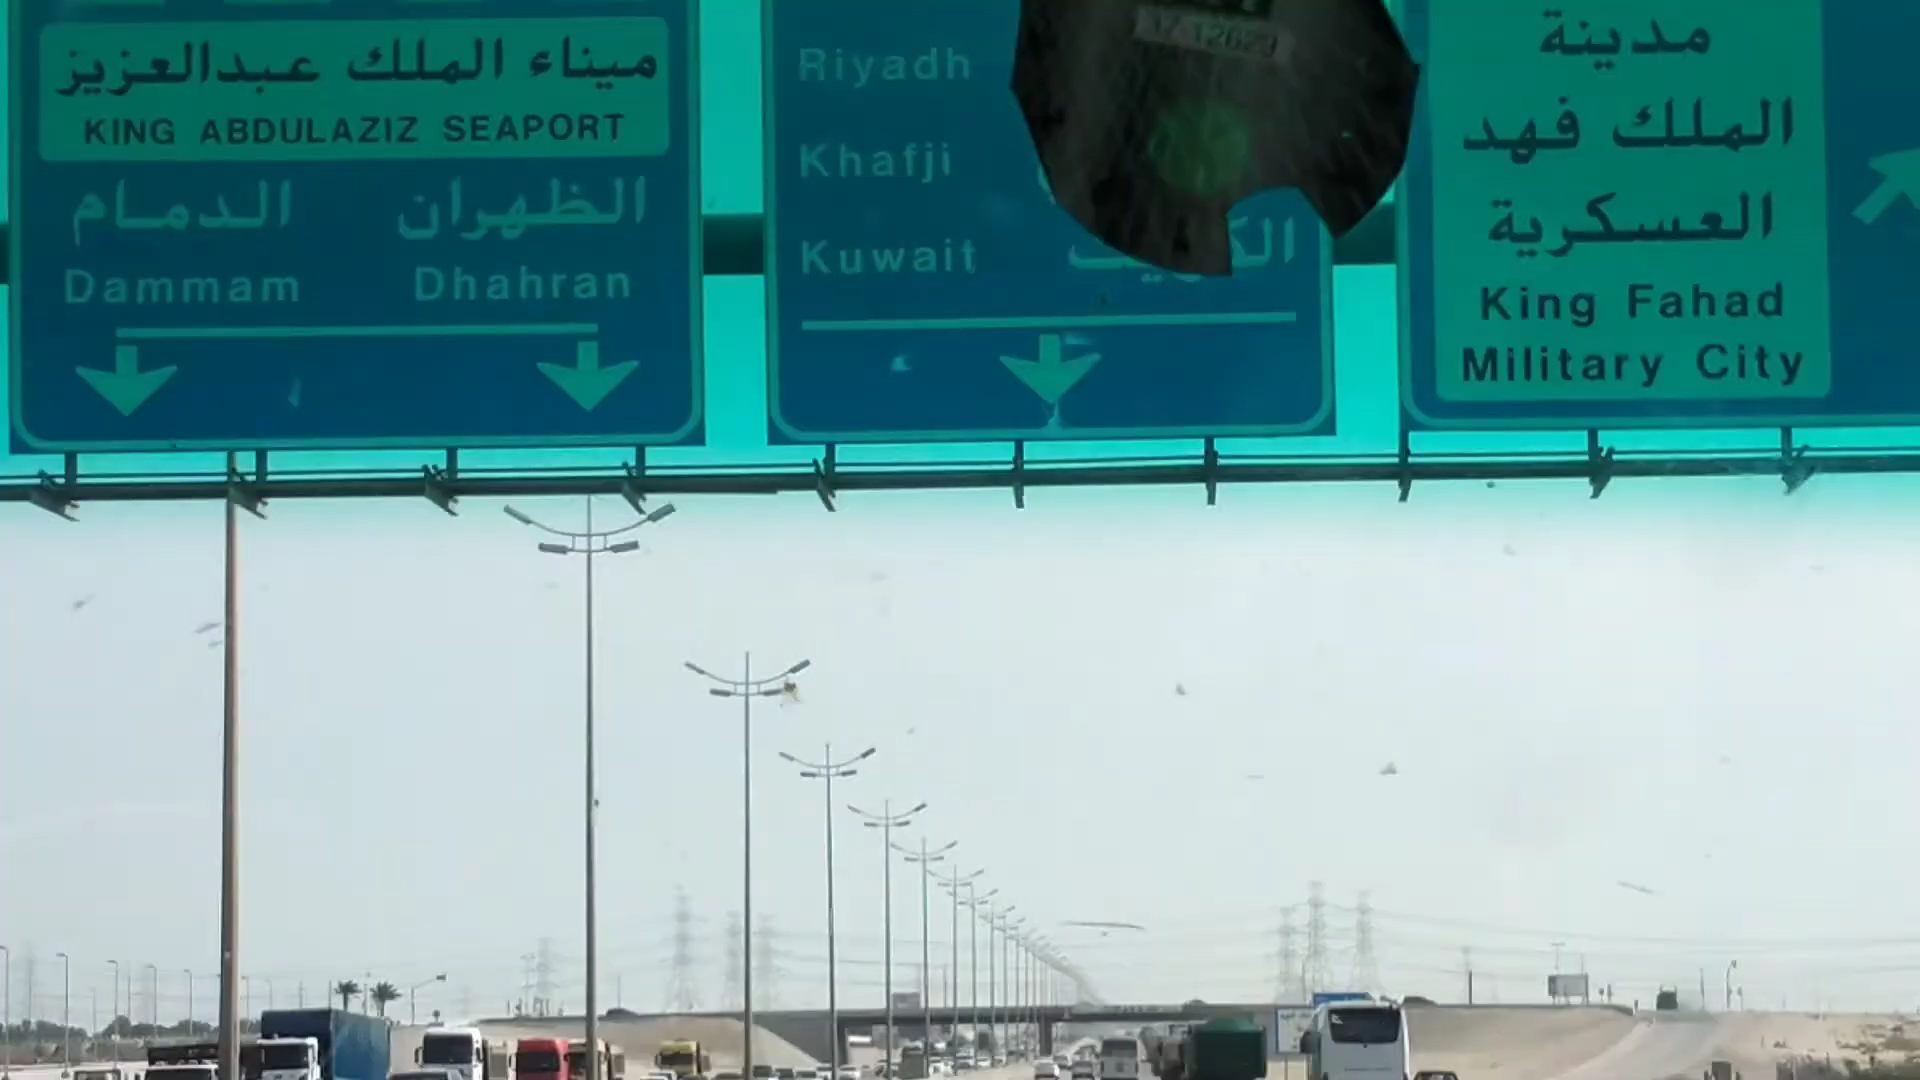 ميناء الملك عبدالعزيز
KING ABDULAZIZ SEAPORT
الدمام الظهران
Dammam Dhahran
Riyadh
Khafji
Kuwait الكويت
مدينة
الملك فهد
العسكرية
King Fahad
Military City